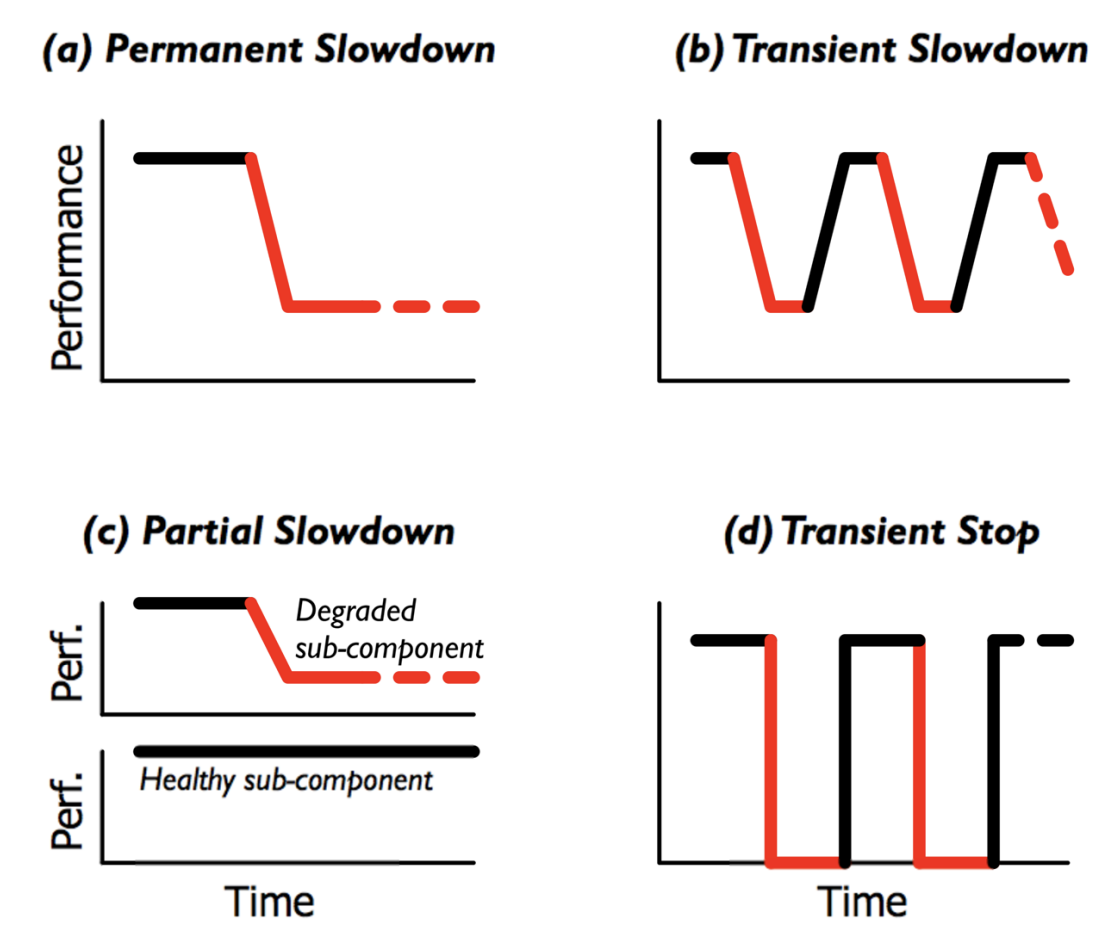 (a) Permanent Slowdown
(b) Transient Slowdown
Performance
(c) Partial Slowdown
(d) Transient Stop
Perf.
Degraded
sub-component
Perf.
Healthy sub-component
Time
Time